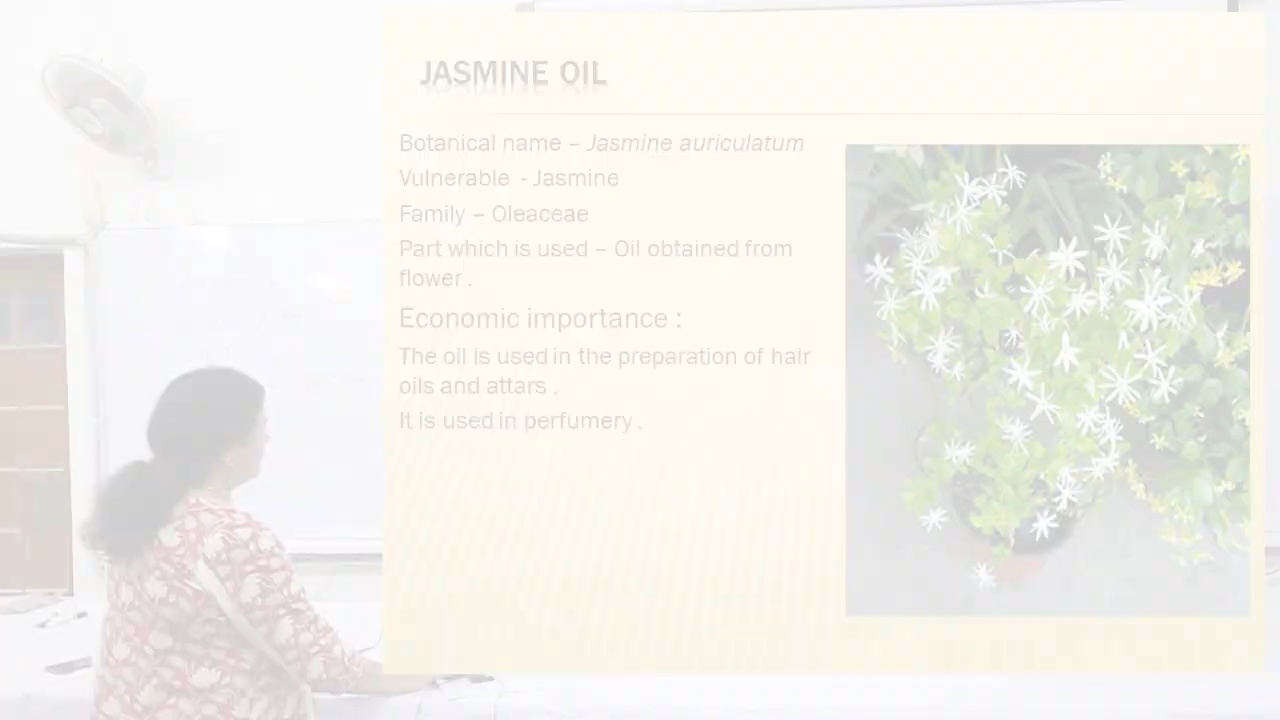 JASMINE OIL
Botanical name – Jasmine auriculatum
Vulnerable - Jasmine
Family – Oleaceae
Part which is used – Oil obtained from
flower .
Economic importance :
The oil is used in the preparation of hair
oils and attars .
It is used in perfumery .